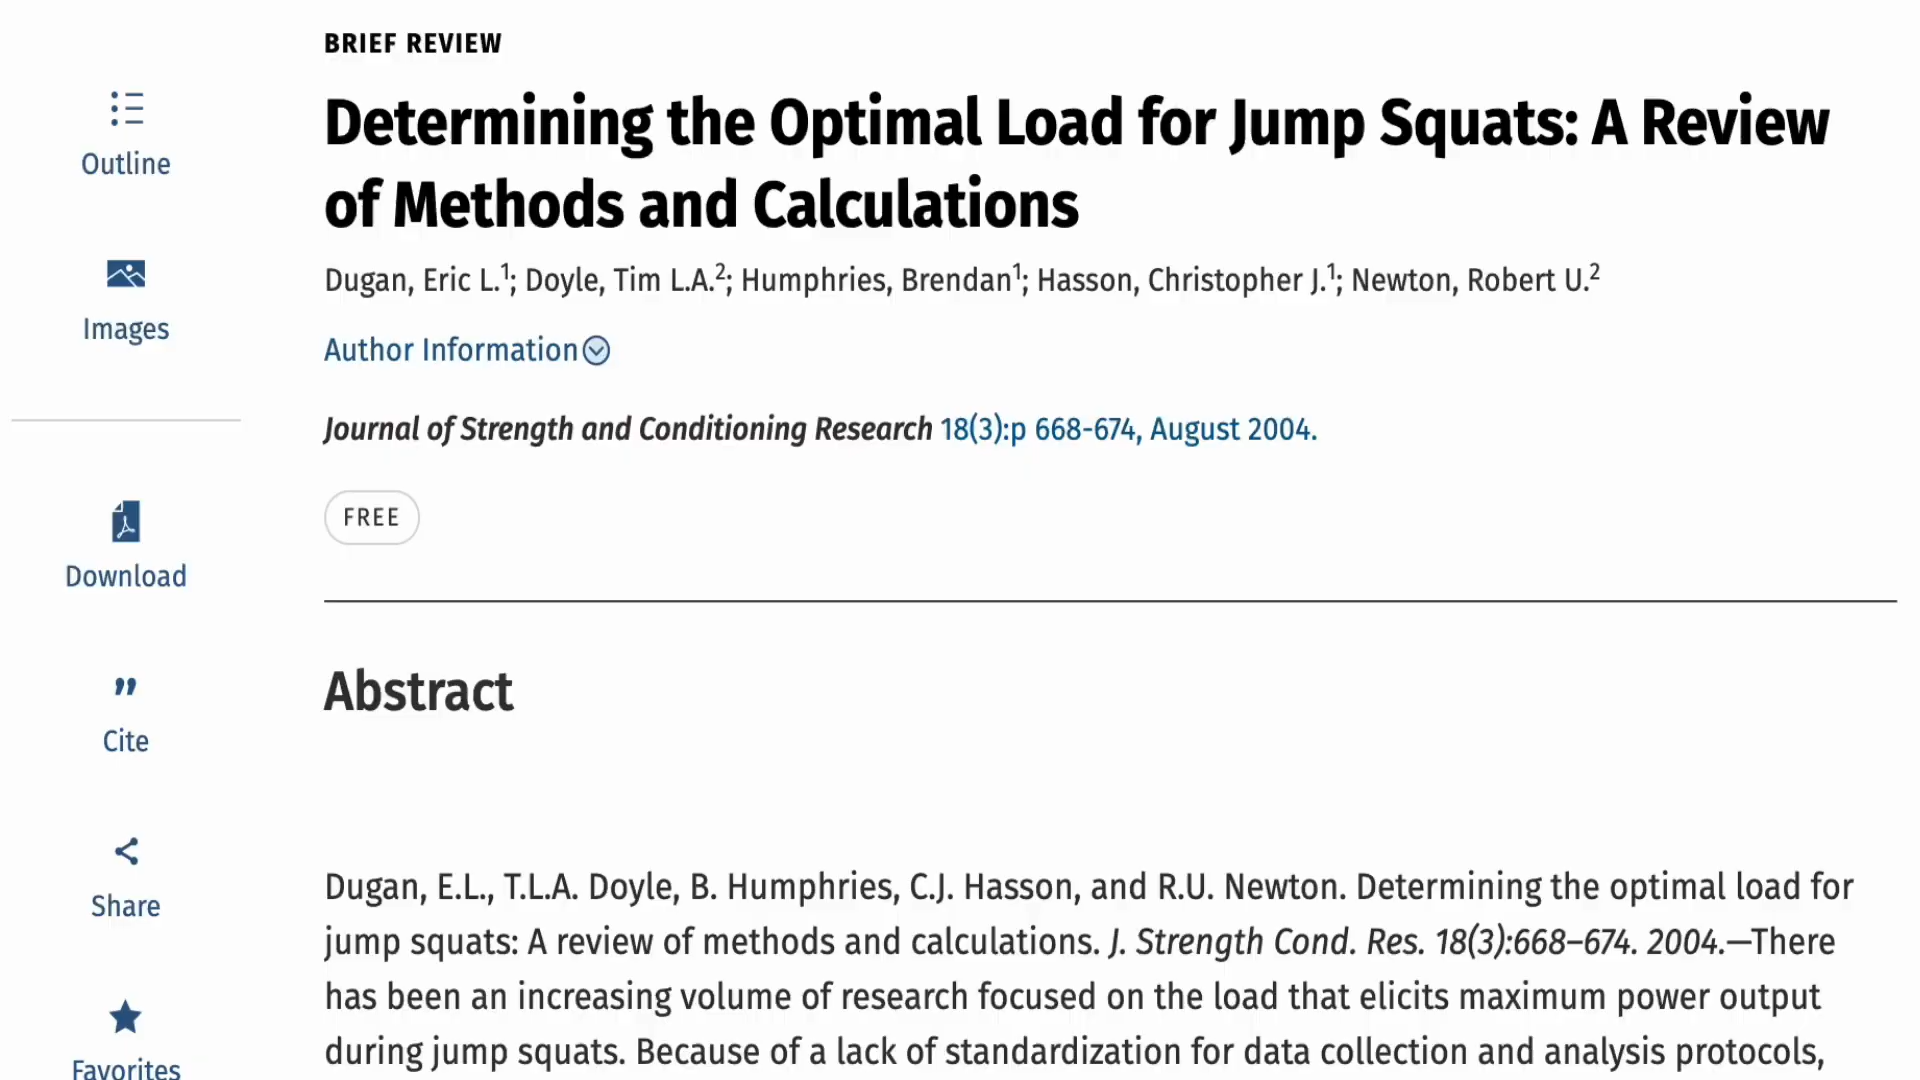 BRIEF REVIEW
Determining the Optimal Load for Jump Squats: A Review
of Methods and Calculations
Dugan, Eric L.1; Doyle, Tim L.A.2; Humphries, Brendan1; Hasson, Christopher J.1; Newton, Robert U.2
Author Information
Journal of Strength and Conditioning Research 18(3):p 668-674, August 2004.
FREE
Abstract
Dugan, E.L., T.L.A. Doyle, B. Humphries, C.J. Hasson, and R.U. Newton. Determining the optimal load for
jump squats: A review of methods and calculations. J. Strength Cond. Res. 18(3):668–674. 2004.—There
has been an increasing volume of research focused on the load that elicits maximum power output
during jump squats. Because of a lack of standardization for data collection and analysis protocols,
Outline
Images
Download
Cite
Share
Favorites